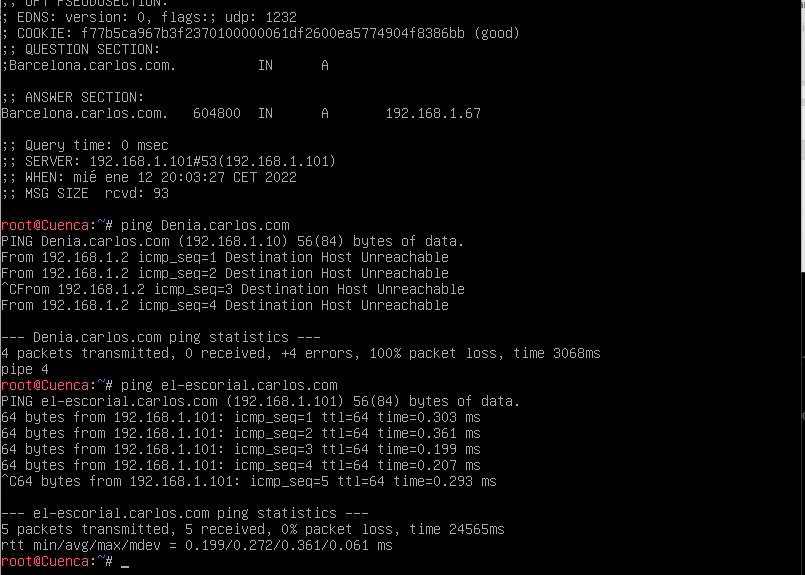 ;; OPT PSEUDOSECTION:
; EDNS: version: 0, flags:; udp: 1232
; COOKIE: f77b5ca967b3f2370100000061df2600ea5774904f8386bb (good)
;; QUESTION SECTION:
;Barcelona.carlos.com. IN A
;; ANSWER SECTION:
Barcelona.carlos.com. 604800 IN A 192.168.1.67
;; Query time: 0 msec
;; SERVER: 192.168.1.101#53(192.168.1.101)
;; WHEN: mié ene 12 20:03:27 CET 2022
;; MSG SIZE rcvd: 93
root@Cuenca:~# ping Denia.carlos.com
PING Denia.carlos.com (192.168.1.10) 56(84) bytes of data.
From 192.168.1.2 icmp_seq=1 Destination Host Unreachable
From 192.168.1.2 icmp_seq=2 Destination Host Unreachable
^CFrom 192.168.1.2 icmp_seq=3 Destination Host Unreachable
From 192.168.1.2 icmp_seq=4 Destination Host Unreachable
--- Denia.carlos.com ping statistics ---
4 packets transmitted, 0 received, +4 errors, 100% packet loss, time 3068ms
pipe 4
root@Cuenca:~# ping el-escorial.carlos.com
PING el-escorial.carlos.com (192.168.1.101) 56(84) bytes of data.
64 bytes from 192.168.1.101: icmp_seq=1 ttl=64 time=0.303 ms
64 bytes from 192.168.1.101: icmp_seq=2 ttl=64 time=0.361 ms
64 bytes from 192.168.1.101: icmp_seq=3 ttl=64 time=0.199 ms
64 bytes from 192.168.1.101: icmp_seq=4 ttl=64 time=0.207 ms
^C64 bytes from 192.168.1.101: icmp_seq=5 ttl=64 time=0.293 ms
--- el-escorial.carlos.com ping statistics ---
5 packets transmitted, 5 received, 0% packet loss, time 24565ms
rtt min/avg/max/mdev = 0.199/0.272/0.361/0.061 ms
root@Cuenca:~# _